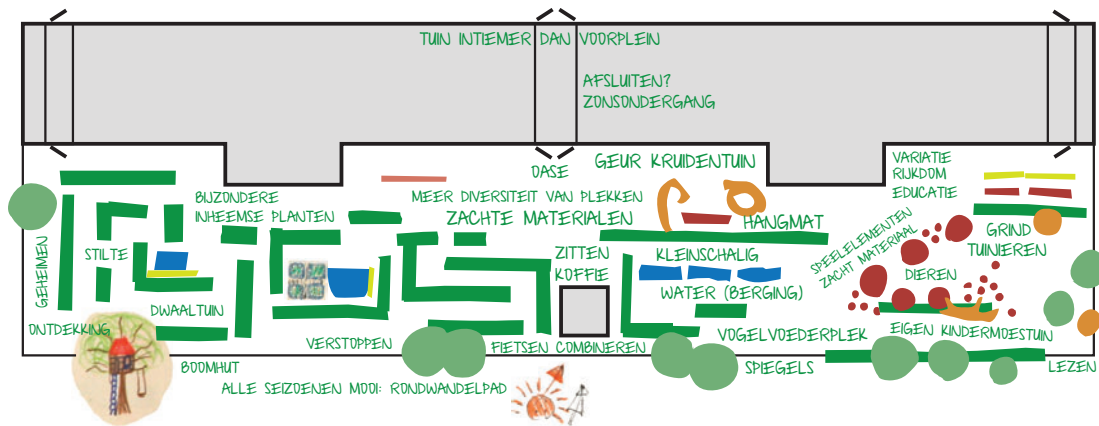 TUIN INTIEMER DAN VOORPLEIN
AFSLUITEN?
ZONSONDERGANG
OASE
GEUR KRUIDENTUIN
VARIATIE
RIJKDOM
EDUCATIE
BIJZONDERE
INHEEMSE PLANTEN
MEER DIVERSITEIT VAN PLEKKEN
ZACHTE MATERIALEN
HANGMAT
GEHEIMEN
STILTE
ZITTEN
KOFFIE
KLEINSCHALIG
WATER (BERGING)
SPEELELEMENTEN
ZACHT MATERIAAL
GRIND
TUINIEREN
DIEREN
DWAALTUIN
ONTDEKKING
VERSTOPPEN
FIETSEN COMBINEREN
VOGELVOEDERPLEK
EIGEN KINDERMOESTUIN
BOOMHUT
SPIEGELS
LEZEN
ALLE SEIZOENEN MOOI: RONDWANDELPAD